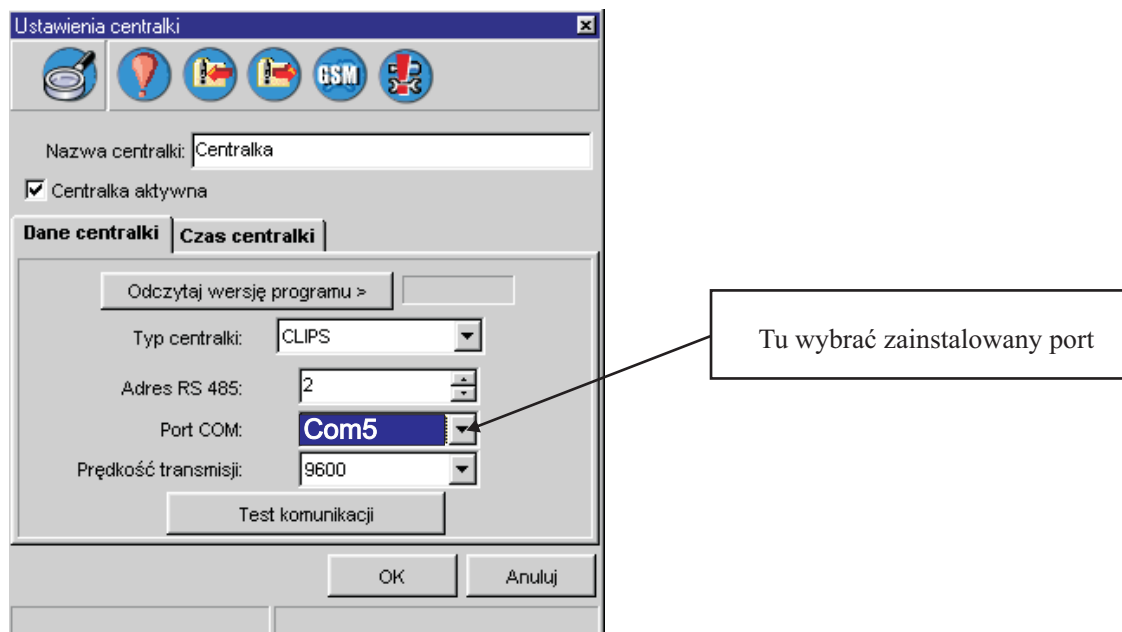 Ustawienia centralki
GSM
Nazwa centralki: Centralka
Centralka aktywna
Dane centralki Czas centralki
Odczytaj wersję programu >
Typ centralki: CLIPS
Adres RS 485: 2
Port COM: Com5
Prędkość transmisji: 9600
Test komunikacji
OK Anuluj
Tu wybrać zainstalowany port